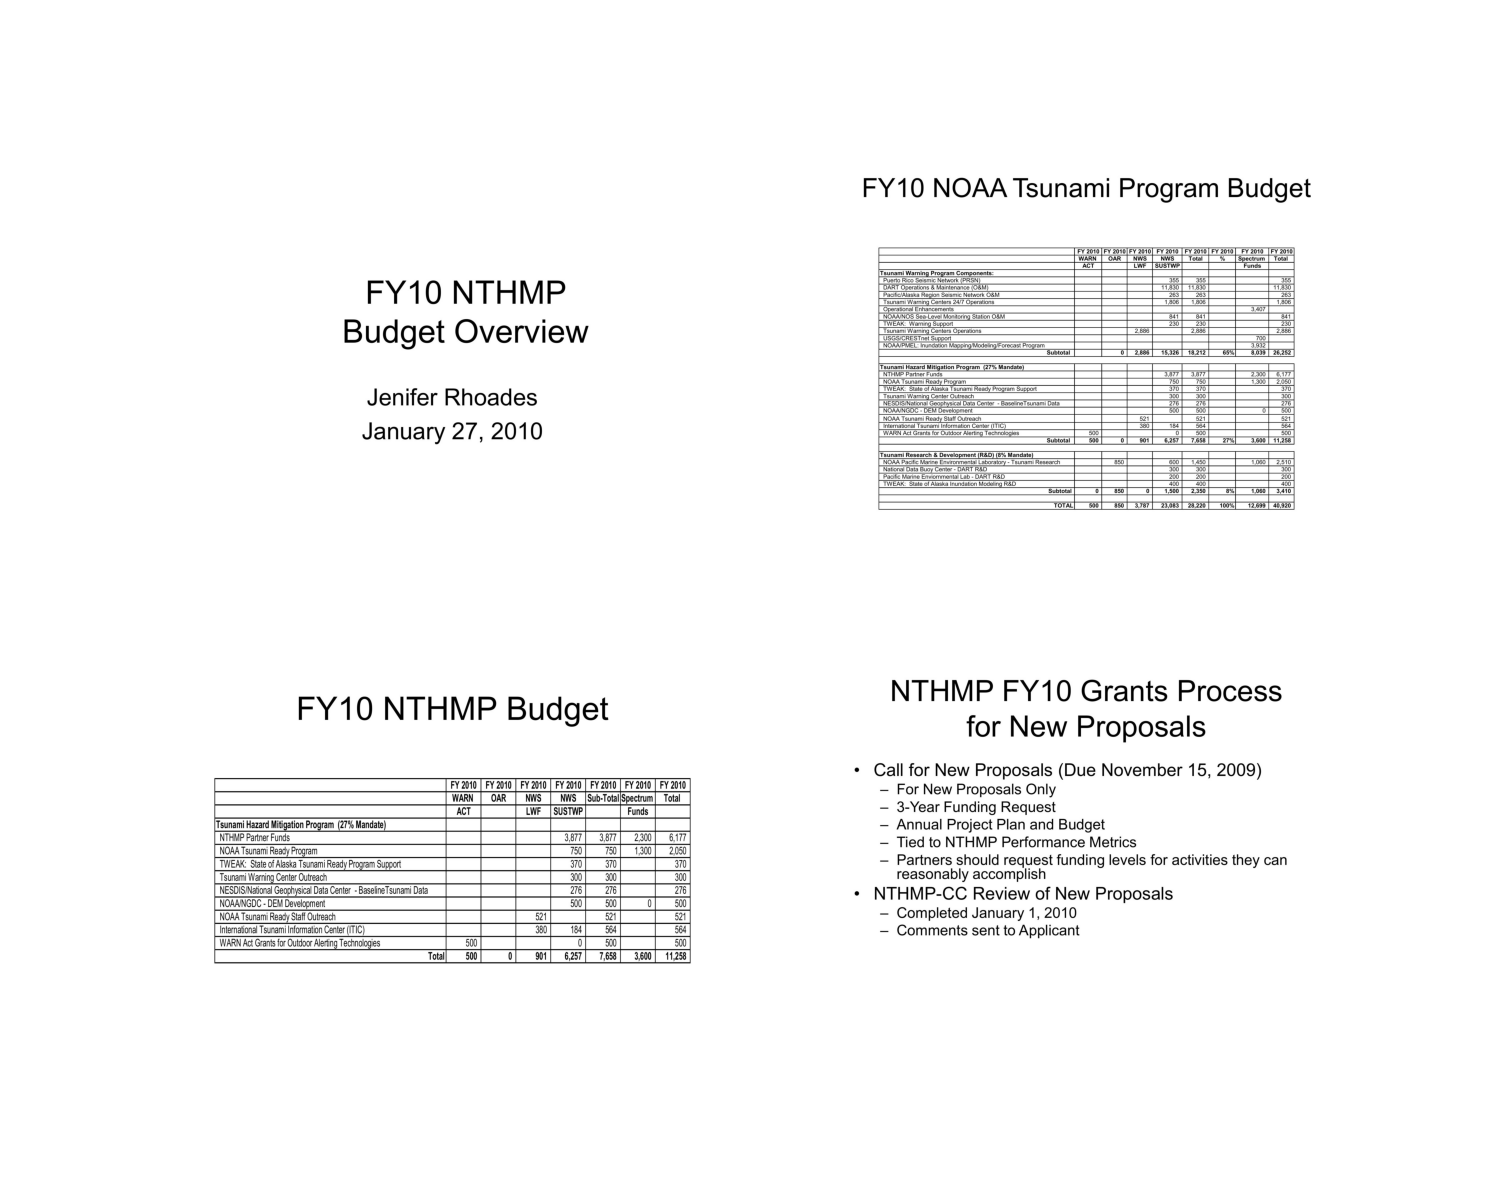 FY10 NTHMP
Budget Overview
Jenifer Rhoades
January 27, 2010
FY10 NOAA Tsunami Program Budget
FY 2010 FY 2010 FY 2010 FY 2010 FY 2010 FY 2010 FY 2010 FY 2010
WARN OAR NWS NWS Total % Spectrum Total
ACT LWF SUSTWP Funds
Tsunami Warning Program Components:
Puerto Rico Seismic Network (PRSN) 355 355 355
DART Operations & Maintenance (O&M) 11,830 11,830 11,830
Pacific/Alaska Region Seismic Network O&M 263 263 263
Tsunami Warning Centers 24/7 Operations 1,806 1,806 1,806
Operational Enhancements 3,407
NOAA/NOS Sea-Level Monitoring Station O&M 841 841 841
TWEAK: Warning Support 230 230 230
Tsunami Warning Centers Operations 2,886 2,886 2,886
USGS/CRESTnet Support 700
NOAA/PMEL: Inundation Mapping/Modeling/Forecast Program 3,932
Subtotal 0 2,886 15,326 18,212 65% 8,039 26,252
Tsunami Hazard Mitigation Program (27% Mandate)
NTHMP Partner Funds 3,877 3,877 2,300 6,177
NOAA Tsunami Ready Program 750 750 1,300 2,050
TWEAK: State of Alaska Tsunami Ready Program Support 370 370 370
Tsunami Warning Center Outreach 300 300 300
NESDIS/National Geophysical Data Center - BaselineTsunami Data 276 276 276
NOAA/NGDC - DEM Development 500 500 0 500
NOAA Tsunami Ready Staff Outreach 521 521 521
International Tsunami Information Center (ITIC) 380 184 564 564
WARN Act Grants for Outdoor Alerting Technologies 500 0 500 500
Subtotal 500 0 901 6,257 7,658 27% 3,600 11,258
Tsunami Research & Development (R&D) (8% Mandate)
NOAA Pacific Marine Environmental Laboratory - Tsunami Research 850 600 1,450 1,060 2,510
National Data Buoy Center - DART R&D 300 300 300
Pacific Marine Enviornmental Lab - DART R&D 200 200 200
TWEAK: State of Alaska Inundation Modeling R&D 400 400 400
Subtotal 0 850 0 1,500 2,350 8% 1,060 3,410
TOTAL 500 850 3,787 23,083 28,220 100% 12,699 40,920
FY10 NTHMP Budget
FY 2010 FY 2010 FY 2010 FY 2010 FY 2010 FY 2010 FY 2010
WARN OAR NWS NWS Sub-Total Spectrum Total
ACT LWF SUSTWP Funds
Tsunami Hazard Mitigation Program (27% Mandate)
NTHMP Partner Funds 3,877 3,877 2,300 6,177
NOAA Tsunami Ready Program 750 750 1,300 2,050
TWEAK: State of Alaska Tsunami Ready Program Support 370 370 370
Tsunami Warning Center Outreach 300 300 300
NESDIS/National Geophysical Data Center - BaselineTsunami Data 276 276 276
NOAA/NGDC - DEM Development 500 500 0 500
NOAA Tsunami Ready Staff Outreach 521 521 521
International Tsunami Information Center (ITIC) 380 184 564 564
WARN Act Grants for Outdoor Alerting Technologies 500 0 500 500
Total 500 0 901 6,257 7,658 3,600 11,258
NTHMP FY10 Grants Process
for New Proposals
• Call for New Proposals (Due November 15, 2009)
– For New Proposals Only
– 3-Year Funding Request
– Annual Project Plan and Budget
– Tied to NTHMP Performance Metrics
– Partners should request funding levels for activities they can
reasonably accomplish
• NTHMP-CC Review of New Proposals
– Completed January 1, 2010
– Comments sent to Applicant